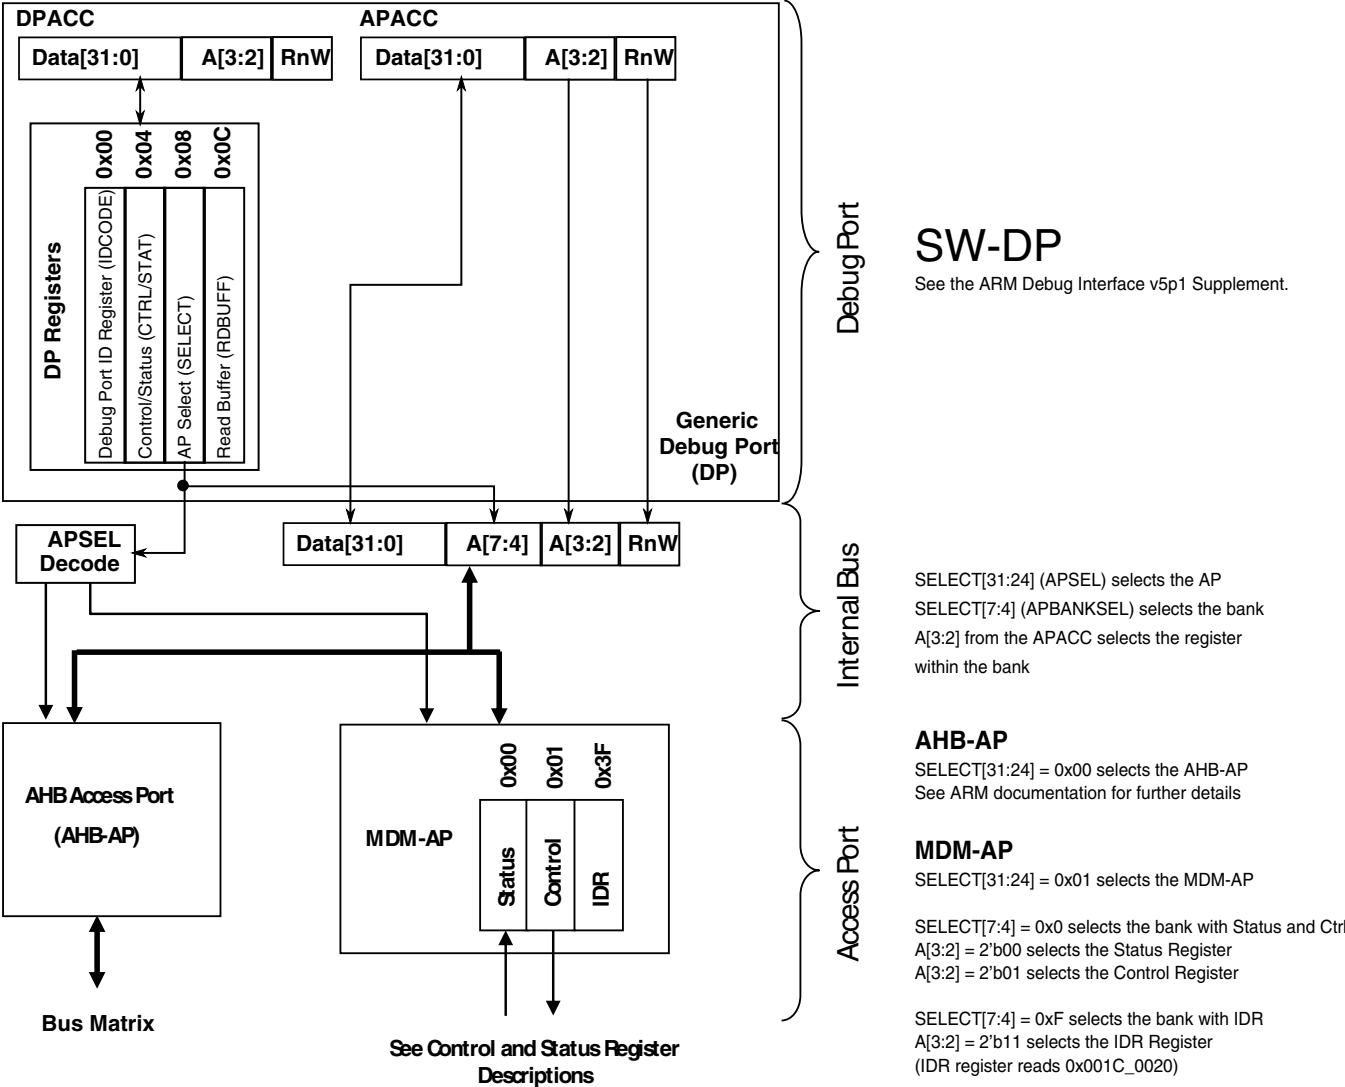 DPACC
APACC
Data[31:0] A[3:2] RnW
Data[31:0] A[3:2] RnW
0x00
0x04
0x08
0x0C
DP Registers
Debug Port ID Register (IDCODE)
Control/Status (CTRL/STAT)
AP Select (SELECT)
Read Buffer (RDBUFF)
Generic
Debug Port
(DP)
Debug Port
SW-DP
See the ARM Debug Interface v5p1 Supplement.
APSEL
Decode
Data[31:0] A[7:4] A[3:2] RnW
Internal Bus
SELECT[31:24] (APSEL) selects the AP
SELECT[7:4] (APBANKSEL) selects the bank
A[3:2] from the APACC selects the register
within the bank
AHB Access Port
(AHB-AP)
Bus Matrix
MDM-AP
0x00
0x01
0x3F
Status
Control
IDR
See Control and Status Register
Descriptions
Access Port
AHB-AP
SELECT[31:24] = 0x00 selects the AHB-AP
See ARM documentation for further details
MDM-AP
SELECT[31:24] = 0x01 selects the MDM-AP
SELECT[7:4] = 0x0 selects the bank with Status and Ctrl
A[3:2] = 2'b00 selects the Status Register
A[3:2] = 2'b01 selects the Control Register
SELECT[7:4] = 0xF selects the bank with IDR
A[3:2] = 2'b11 selects the IDR Register
(IDR register reads 0x001C_0020)